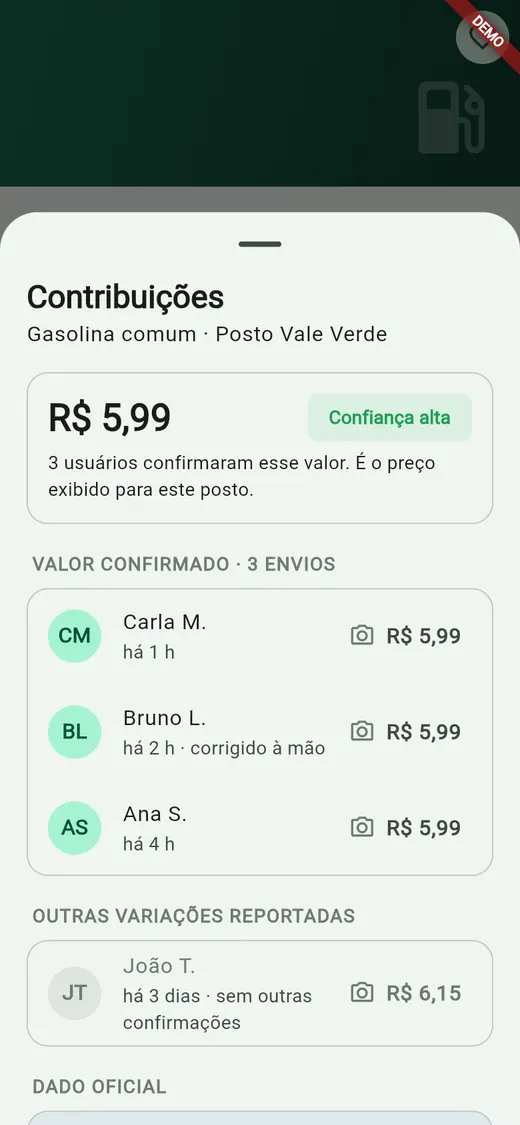 DEMO
Contribuições
Gasolina comum · Posto Vale Verde
R$ 5,99
Confiança alta
3 usuários confirmaram esse valor. É o preço
exibido para este posto.
VALOR CONFIRMADO · 3 ENVIOS
CM
Carla M.
há 1 h
R$ 5,99
BL
Bruno L.
há 2 h · corrigido à mão
R$ 5,99
AS
Ana S.
há 4 h
R$ 5,99
OUTRAS VARIAÇÕES REPORTADAS
JT
João T.
há 3 dias · sem outras
confirmações
R$ 6,15
DADO OFICIAL